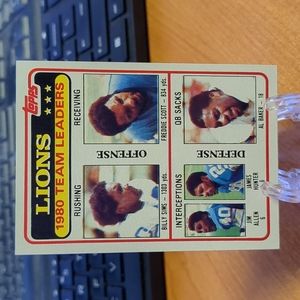 TOPPS
LIONS
1980 TEAM LEADERS
RUSHING
RECEIVING
BILLY SIMS - 1303 yds.
FREDDIE SCOTT - 834 yds.
OFFENSE
DEFENSE
INTERCEPTIONS
QB SACKS
JIM ALLEN
6
JAMES HUNTER
AL BAKER - 18